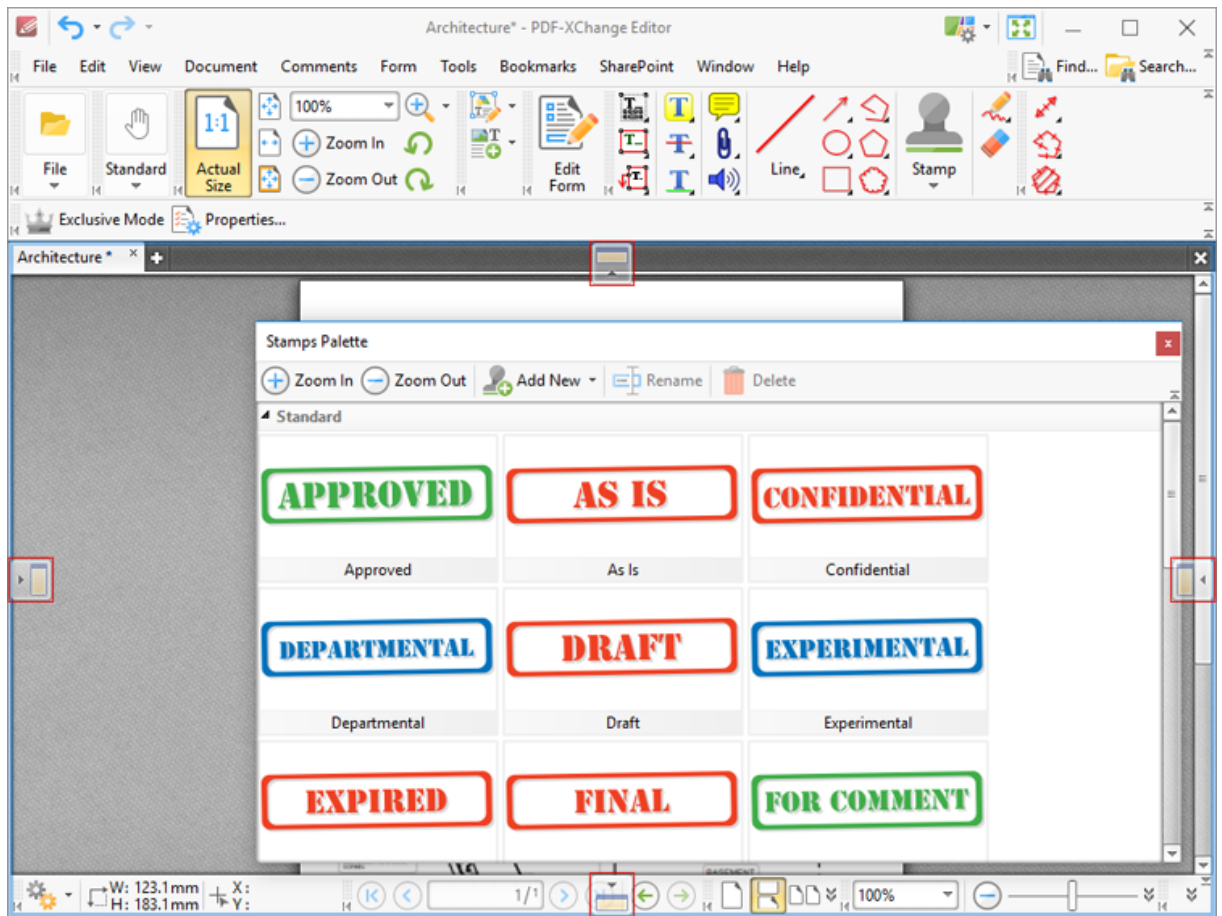 Architecture* - PDF-XChange Editor
File Edit View Document Comments Form Tools Bookmarks SharePoint Window Help Find... Search...
100%
1:1
Zoom In
File Standard Actual Size Zoom Out Edit Form Line Stamp
Exclusive Mode Properties...
Architecture *
Stamps Palette
Zoom In Zoom Out Add New Rename Delete
Standard
APPROVED AS IS CONFIDENTIAL
Approved As Is Confidential
DEPARTMENTAL DRAFT EXPERIMENTAL
Departmental Draft Experimental
EXPIRED FINAL FOR COMMENT
BASEMENT
W: 123.1mm X:
H: 183.1mm Y:
1/1 100%